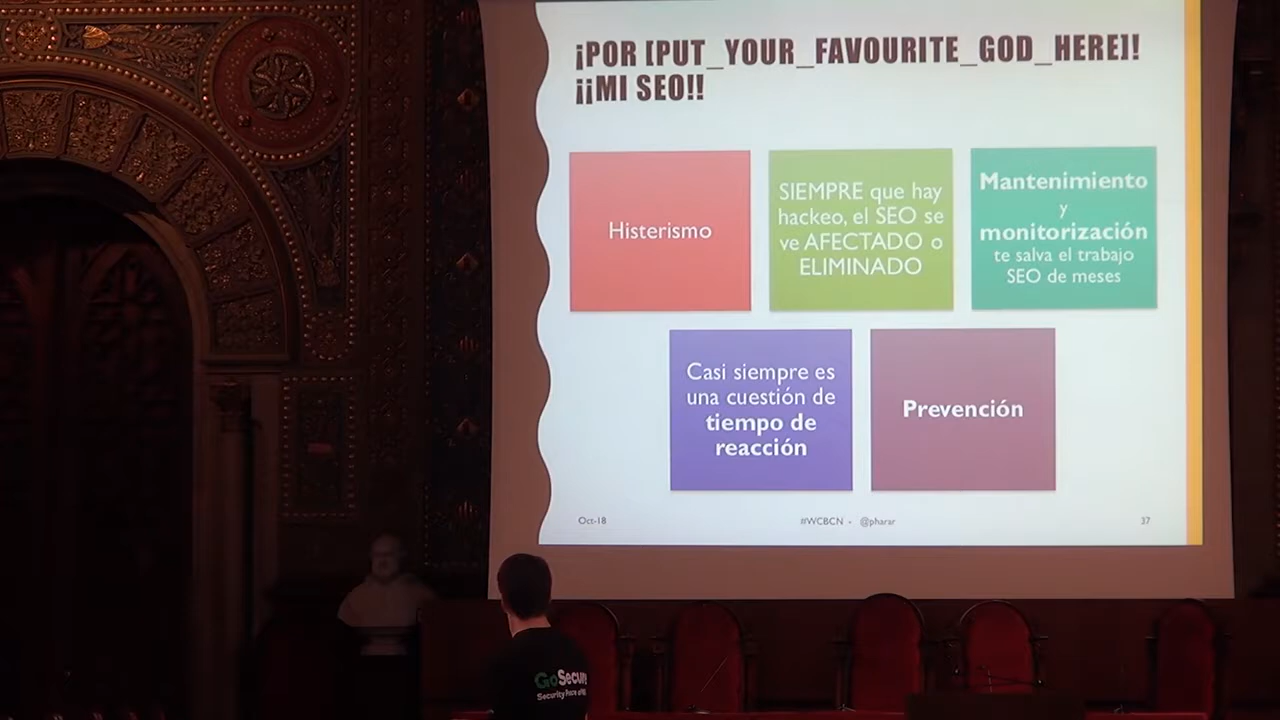 ¡POR [PUT_YOUR_FAVOURITE_GOD_HERE]!
¡¡MI SEO!!
Histerismo
SIEMPRE que hay
hackeo, el SEO se
ve AFECTADO o
ELIMINADO
Mantenimiento
y
monitorización
te salva el trabajo
SEO de meses
Casi siempre es
una cuestión de
tiempo de
reacción
Prevención
Oct-18
#WCBCN - @pharar
37
Security